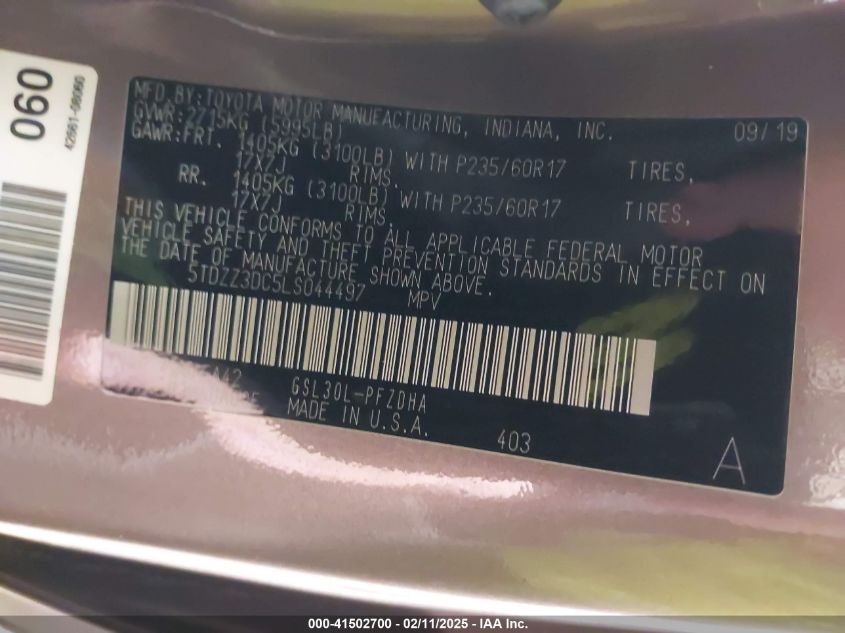 060
42661-08060
MFD.BY:TOYOTA MOTOR MANUFACTURING, INDIANA, INC. 09/19
GVWR:2715KG (5995LB)
GAWR:FRT. 1405KG (3100LB) WITH P235/60R17 TIRES,
17X7J RIMS.
RR. 1405KG (3100LB) WITH P235/60R17 TIRES,
17X7J RIMS.
THIS VEHICLE CONFORMS TO ALL APPLICABLE FEDERAL MOTOR
VEHICLE SAFETY AND THEFT PREVENTION STANDARDS IN EFFECT ON
THE DATE OF MANUFACTURE SHOWN ABOVE.
5TDZZ3DC5LS044497 MPV
GSL30L-PFZDHA
MADE IN U.S.A. 403
A
000-41502700 - 02/11/2025 - IAA Inc.